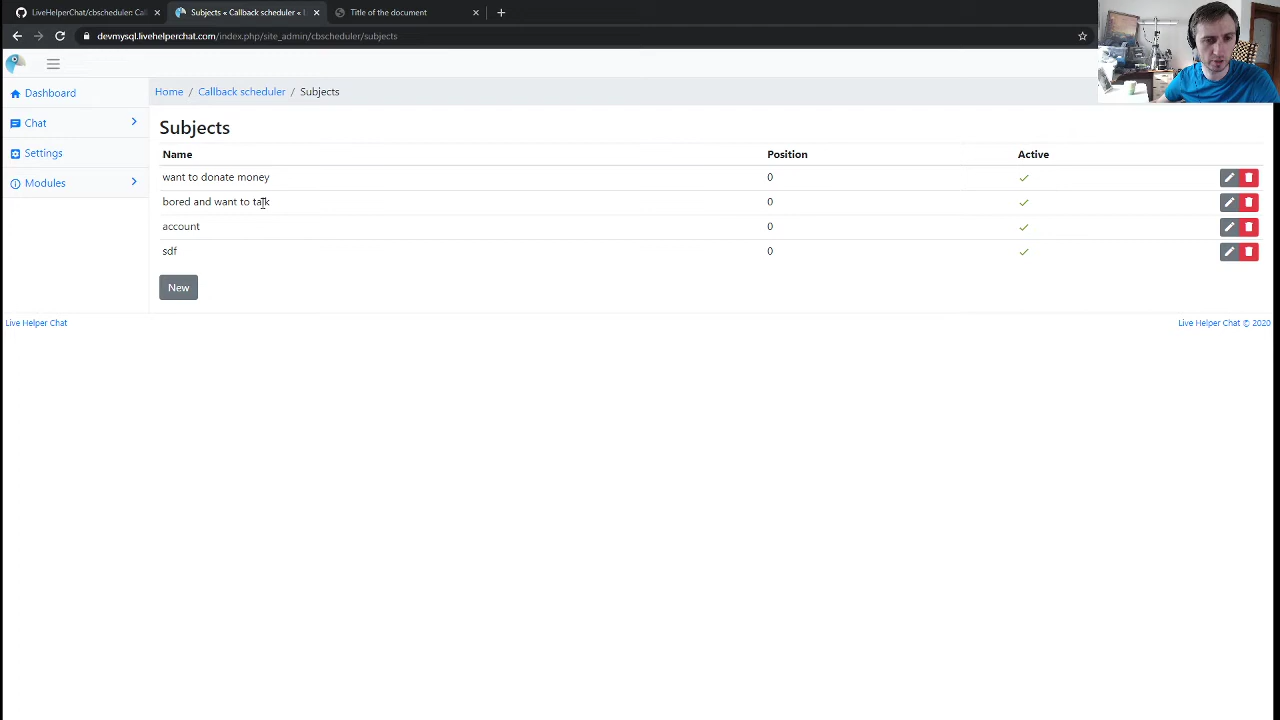 LiveHelperChat/cbscheduler: Cal
Subjects « Callback scheduler « L
Title of the document
devmysql.livehelperchat.com/index.php/site_admin/cbscheduler/subjects
Dashboard
Chat
Settings
Modules
Home / Callback scheduler / Subjects
Subjects
Name Position Active
want to donate money 0
bored and want to talk 0
account 0
sdf 0
New
Live Helper Chat
Live Helper Chat © 2020